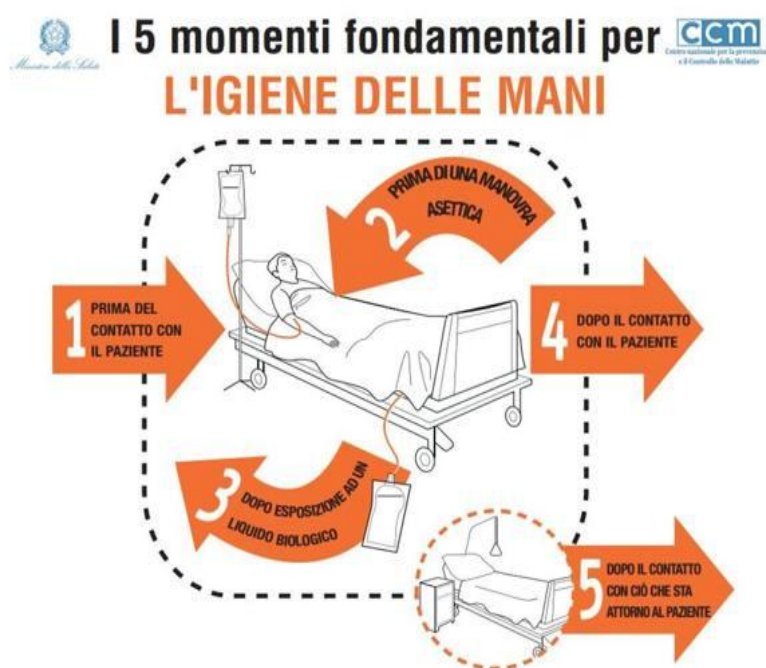 Ministero della Salute
I 5 momenti fondamentali per
ccm
Centro nazionale per la prevenzione
e il Controllo delle Malattie
L'IGIENE DELLE MANI
2
PRIMA DI UNA MANOVRA
ASETTICA
1
PRIMA DEL
CONTATTO CON
IL PAZIENTE
4
DOPO IL CONTATTO
CON IL PAZIENTE
3
DOPO ESPOSIZIONE AD UN
LIQUIDO BIOLOGICO
5
DOPO IL CONTATTO
CON CIÒ CHE STA
ATTORNO AL PAZIENTE